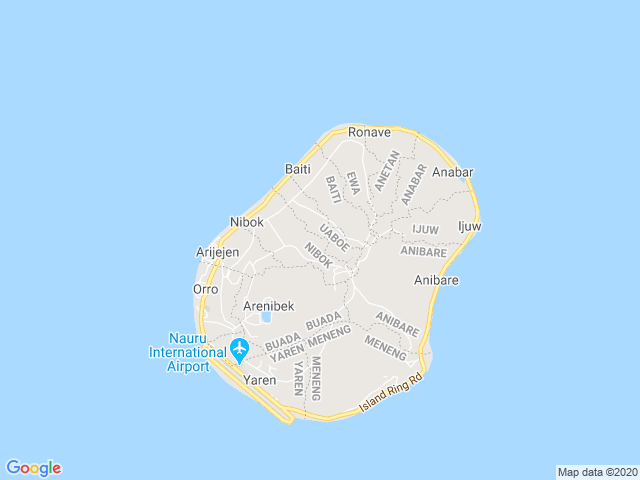 Ronave
Baiti
Anabar
EWA
ANETAN
ANABAR
BAITI
Nibok
UABOE
IJUW
Ijuw
Arijejen
NIBOK
ANIBARE
Anibare
Orro
Arenibek
ANIBARE
BUADA
BUADA
YAREN
MENENG
MENENG
Nauru
International
Airport
YAREN
MENENG
Yaren
Island Ring Rd
Google
Map data ©2020